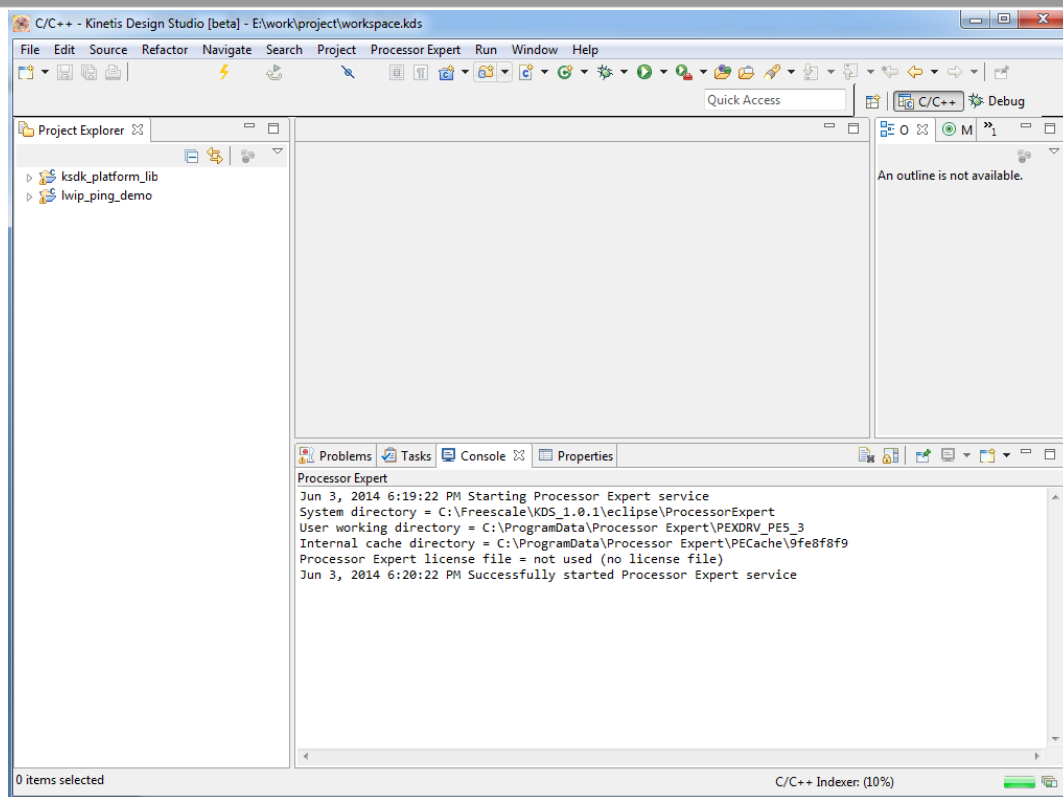 C/C++ - Kinetis Design Studio [beta] - E:\work\project\workspace.kds
File Edit Source Refactor Navigate Search Project Processor Expert Run Window Help
Quick Access
C/C++ Debug
Project Explorer
O M »1
ksdk_platform_lib
lwip_ping_demo
An outline is not available.
Problems Tasks Console Properties
Processor Expert
Jun 3, 2014 6:19:22 PM Starting Processor Expert service
System directory = C:\Freescale\KDS_1.0.1\eclipse\ProcessorExpert
User working directory = C:\ProgramData\Processor Expert\PEXDRV_PE5_3
Internal cache directory = C:\ProgramData\Processor Expert\PECache\9fe8f8f9
Processor Expert license file = not used (no license file)
Jun 3, 2014 6:20:22 PM Successfully started Processor Expert service
0 items selected
C/C++ Indexer: (10%)